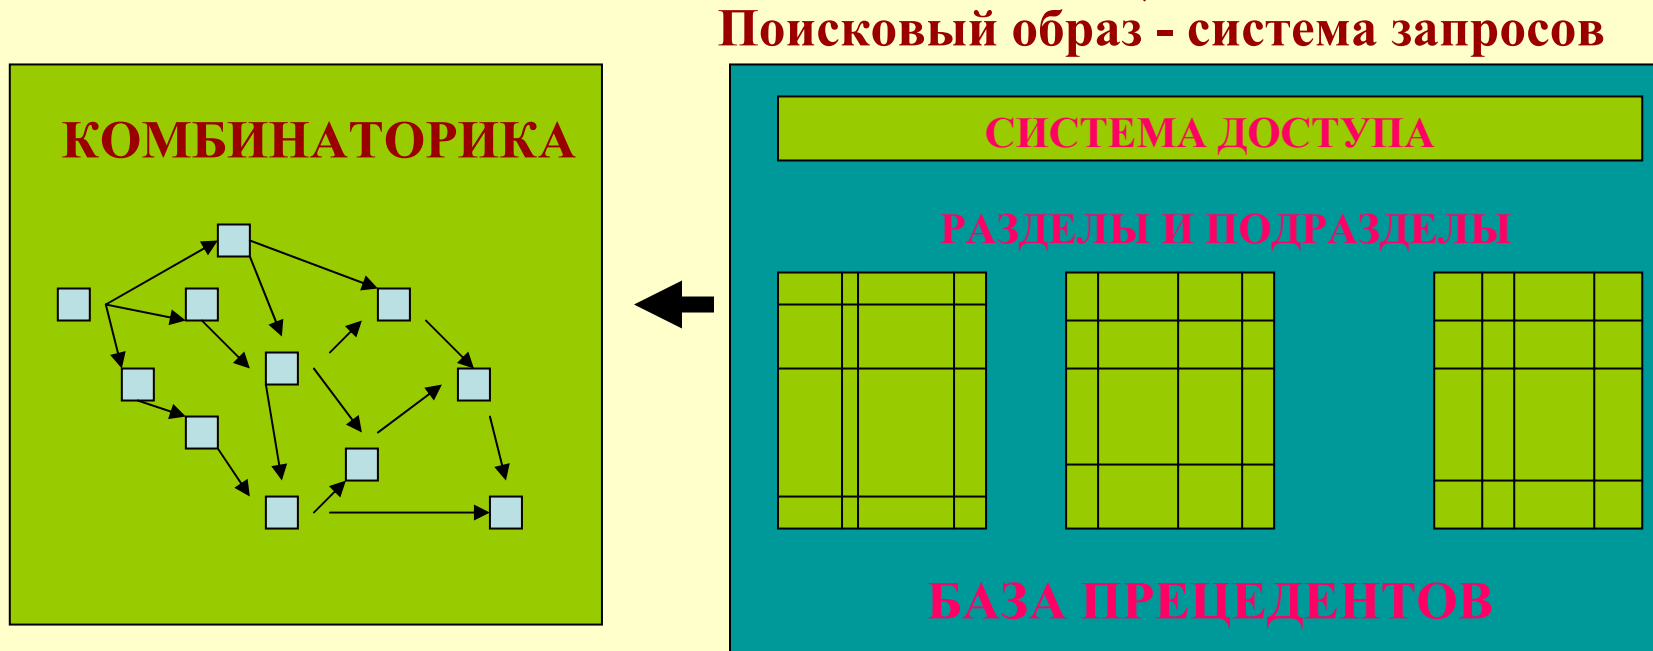 Поисковый образ - система запросов
КОМБИНАТОРИКА
СИСТЕМА ДОСТУПА
РАЗДЕЛЫ И ПОДРАЗДЕЛЫ
БАЗА ПРЕЦЕДЕНТОВ